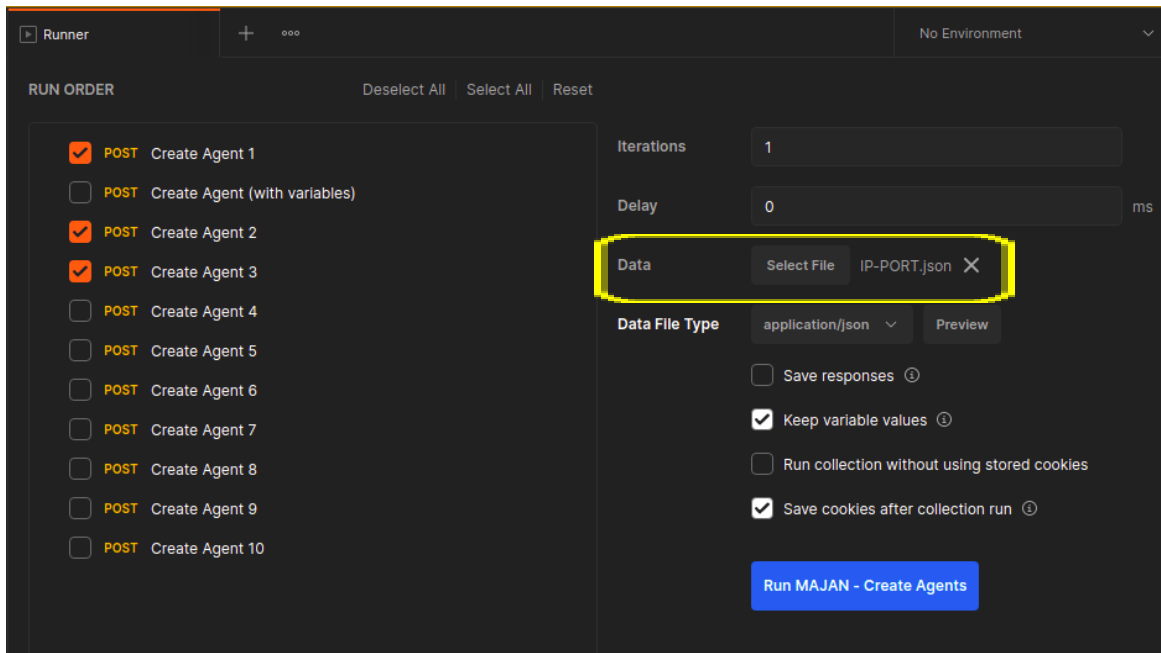 Runner
No Environment
RUN ORDER
Deselect All
Select All
Reset
POST Create Agent 1
POST Create Agent (with variables)
POST Create Agent 2
POST Create Agent 3
POST Create Agent 4
POST Create Agent 5
POST Create Agent 6
POST Create Agent 7
POST Create Agent 8
POST Create Agent 9
POST Create Agent 10
Iterations 1
Delay 0 ms
Data Select File IP-PORT.json
Data File Type application/json Preview
Save responses
Keep variable values
Run collection without using stored cookies
Save cookies after collection run
Run MAJAN - Create Agents